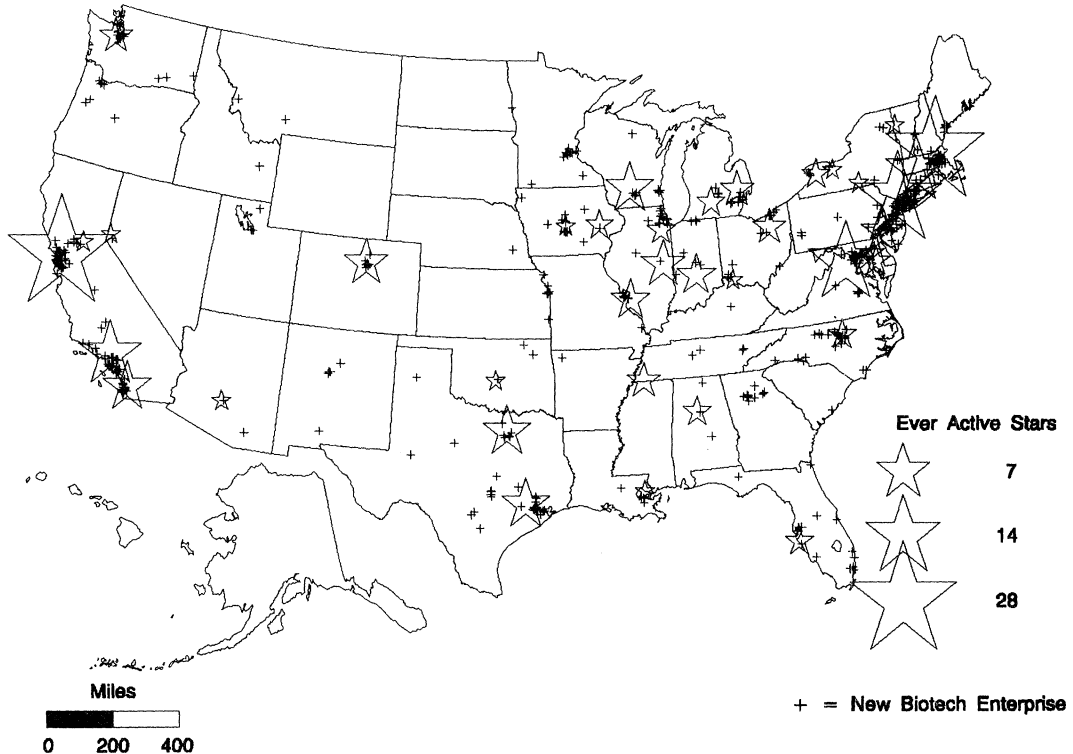 Ever Active Stars
7
14
28
Miles
0 200 400
+ = New Biotech Enterprise